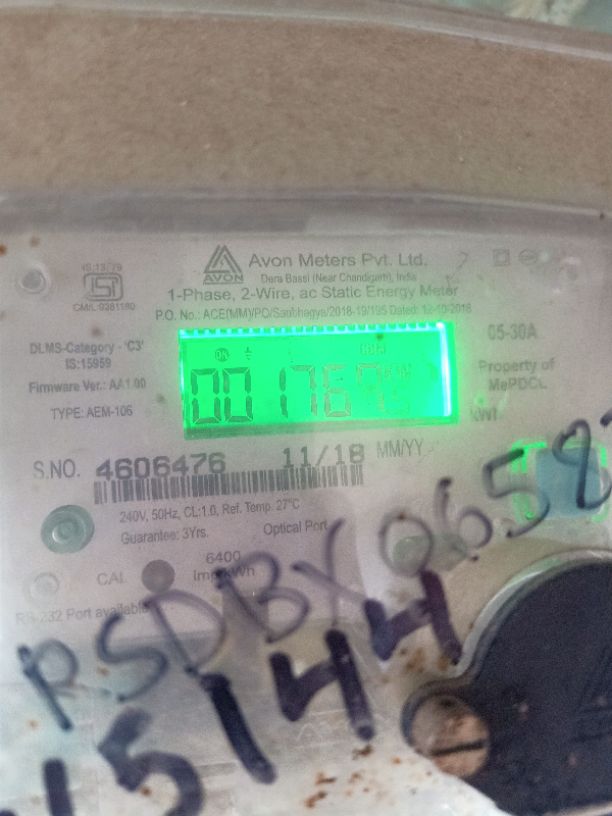 IS:13779
CM/L-9381180
AVON
Avon Meters Pvt. Ltd.
Dera Bassi (Near Chandigarh), India
1-Phase, 2-Wire, ac Static Energy Meter
P.O. No.: ACE(MM)/PO/Saubhagya/2018-19/195 Dated: 12-10-2018
DLMS-Category - 'C3'
IS:15959
Firmware Ver.: AA1.00
TYPE: AEM-106
001767
05-30A
Property of
MePDCL
kWh
S.NO. 4606476 11/18 MM/YY
240V, 50Hz, CL:1.0, Ref. Temp. 27°C
Guarantee: 3Yrs.
Optical Port
6400
Imp/kWh
CAL
RS-232 Port available
RSDBX0658
5144